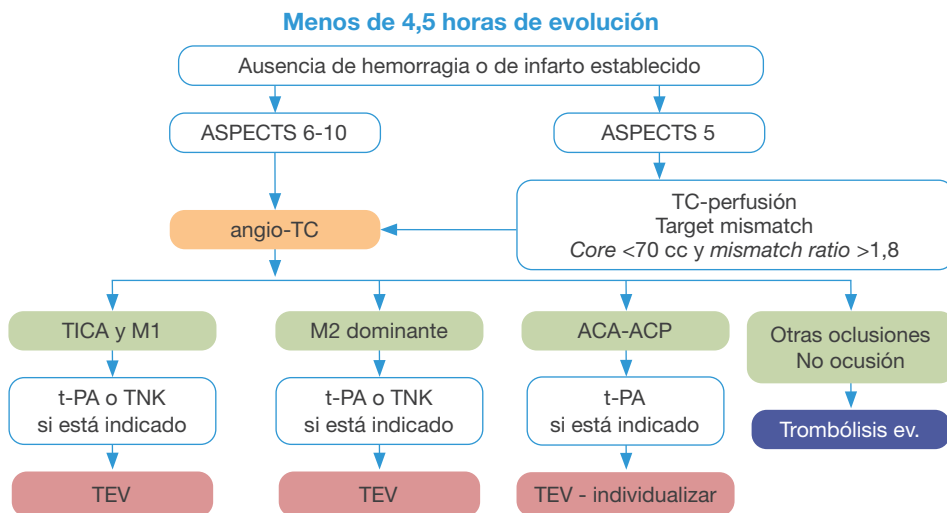 Menos de 4,5 horas de evolución
Ausencia de hemorragia o de infarto establecido
ASPECTS 6-10
ASPECTS 5
TC-perfusión
Target mismatch
Core <70 cc y mismatch ratio >1,8
angio-TC
TICA y M1
M2 dominante
ACA-ACP
Otras oclusiones
No ocusión
t-PA o TNK
si está indicado
t-PA o TNK
si está indicado
t-PA
si está indicado
Trombólisis ev.
TEV
TEV
TEV - individualizar